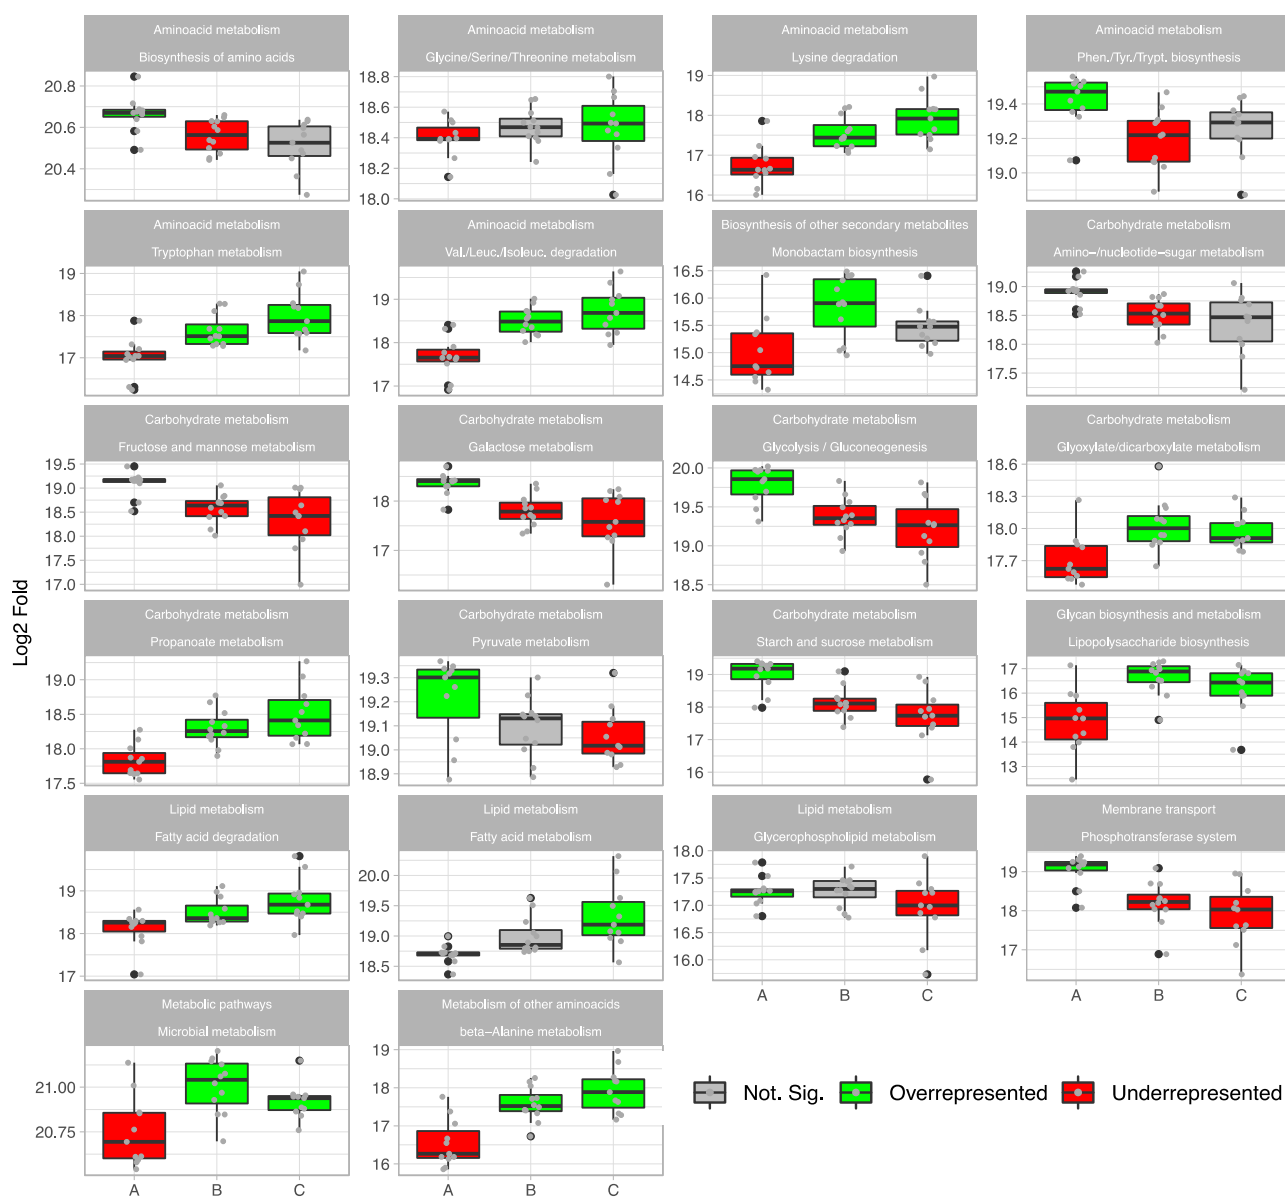 Aminoacid metabolism
Biosynthesis of amino acids
20.8
20.6
20.4
Aminoacid metabolism
Glycine/Serine/Threonine metabolism
18.8
18.6
18.4
18.2
18.0
Aminoacid metabolism
Lysine degradation
19
18
17
16
Aminoacid metabolism
Phen./Tyr./Trypt. biosynthesis
19.4
19.2
19.0
Aminoacid metabolism
Tryptophan metabolism
19
18
17
Aminoacid metabolism
Val./Leuc./Isoleuc. degradation
19
18
17
Biosynthesis of other secondary metabolites
Monobactam biosynthesis
16.5
16.0
15.5
15.0
14.5
Carbohydrate metabolism
Amino-/nucleotide-sugar metabolism
19.0
18.5
18.0
17.5
Carbohydrate metabolism
Fructose and mannose metabolism
19.5
19.0
18.5
18.0
17.5
17.0
Carbohydrate metabolism
Galactose metabolism
18
17
Carbohydrate metabolism
Glycolysis / Gluconeogenesis
20.0
19.5
19.0
18.5
Carbohydrate metabolism
Glyoxylate/dicarboxylate metabolism
18.6
18.3
18.0
17.7
Log2 Fold
Carbohydrate metabolism
Propanoate metabolism
19.0
18.5
18.0
17.5
Carbohydrate metabolism
Pyruvate metabolism
19.3
19.2
19.1
19.0
18.9
Carbohydrate metabolism
Starch and sucrose metabolism
19
18
17
16
Glycan biosynthesis and metabolism
Lipopolysaccharide biosynthesis
17
16
15
14
13
Lipid metabolism
Fatty acid degradation
19
18
17
Lipid metabolism
Fatty acid metabolism
20.0
19.5
19.0
18.5
Lipid metabolism
Glycerophospholipid metabolism
18.0
17.5
17.0
16.5
16.0
A B C
Membrane transport
Phosphotransferase system
19
18
17
A B C
Metabolic pathways
Microbial metabolism
21.00
20.75
A B C
Metabolism of other aminoacids
beta-Alanine metabolism
19
18
17
16
A B C
Not. Sig. Overrepresented Underrepresented